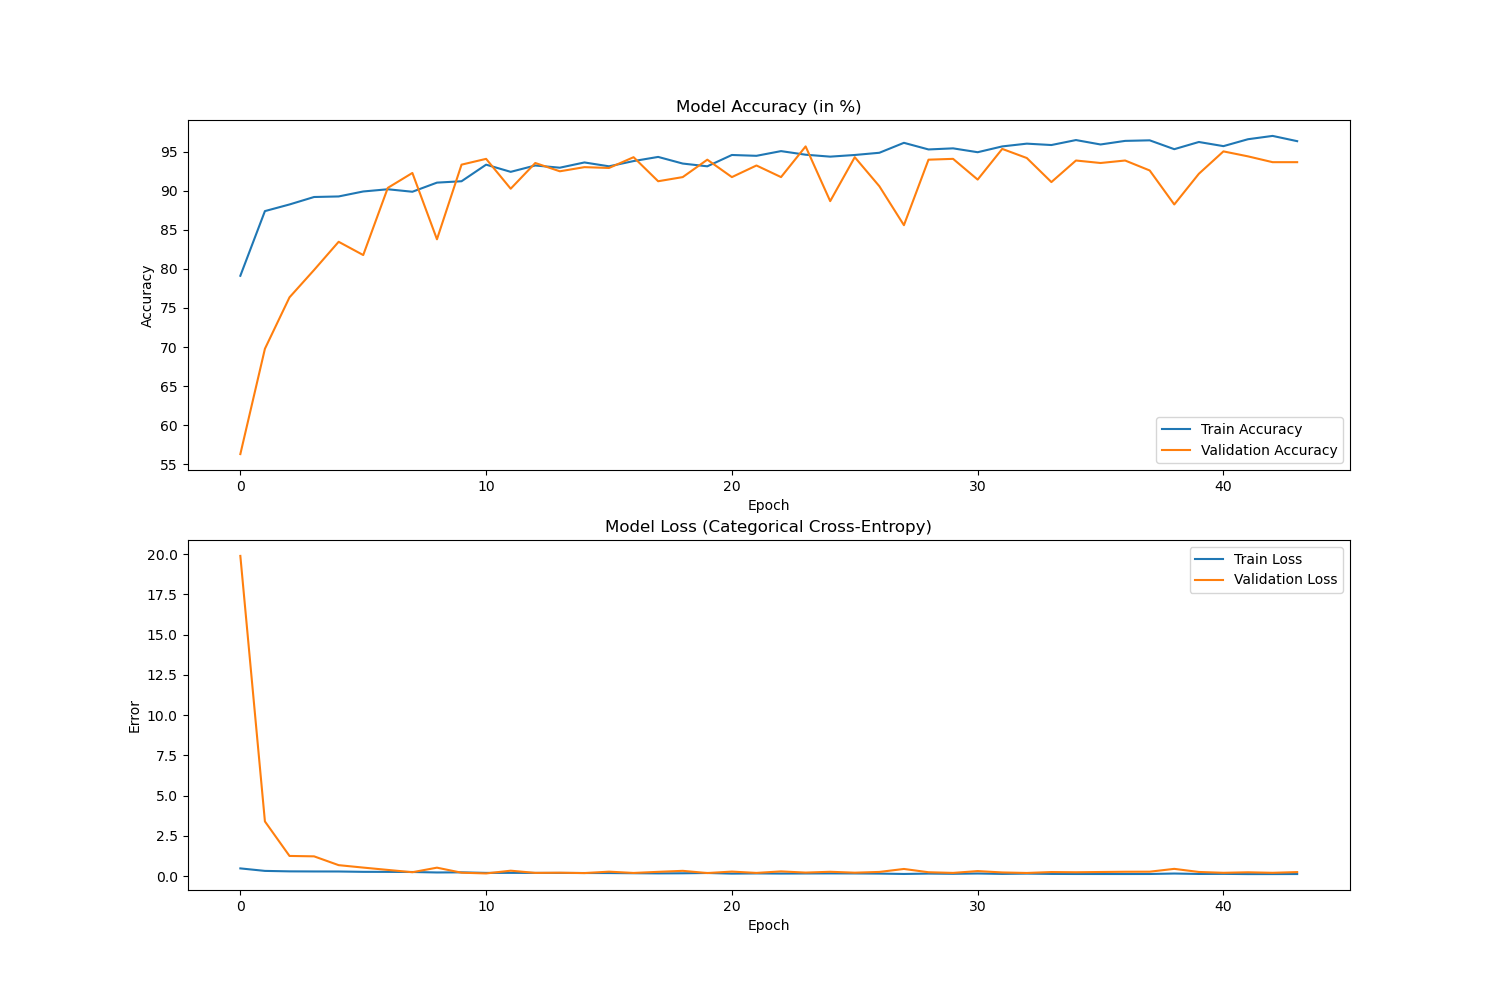 Model Accuracy (in %)
95
90
85
80
75
70
65
60
55
Accuracy
Train Accuracy
Validation Accuracy
0 10 20 30 40
Epoch
Model Loss (Categorical Cross-Entropy)
20.0
17.5
15.0
12.5
10.0
7.5
5.0
2.5
0.0
Error
Train Loss
Validation Loss
0 10 20 30 40
Epoch